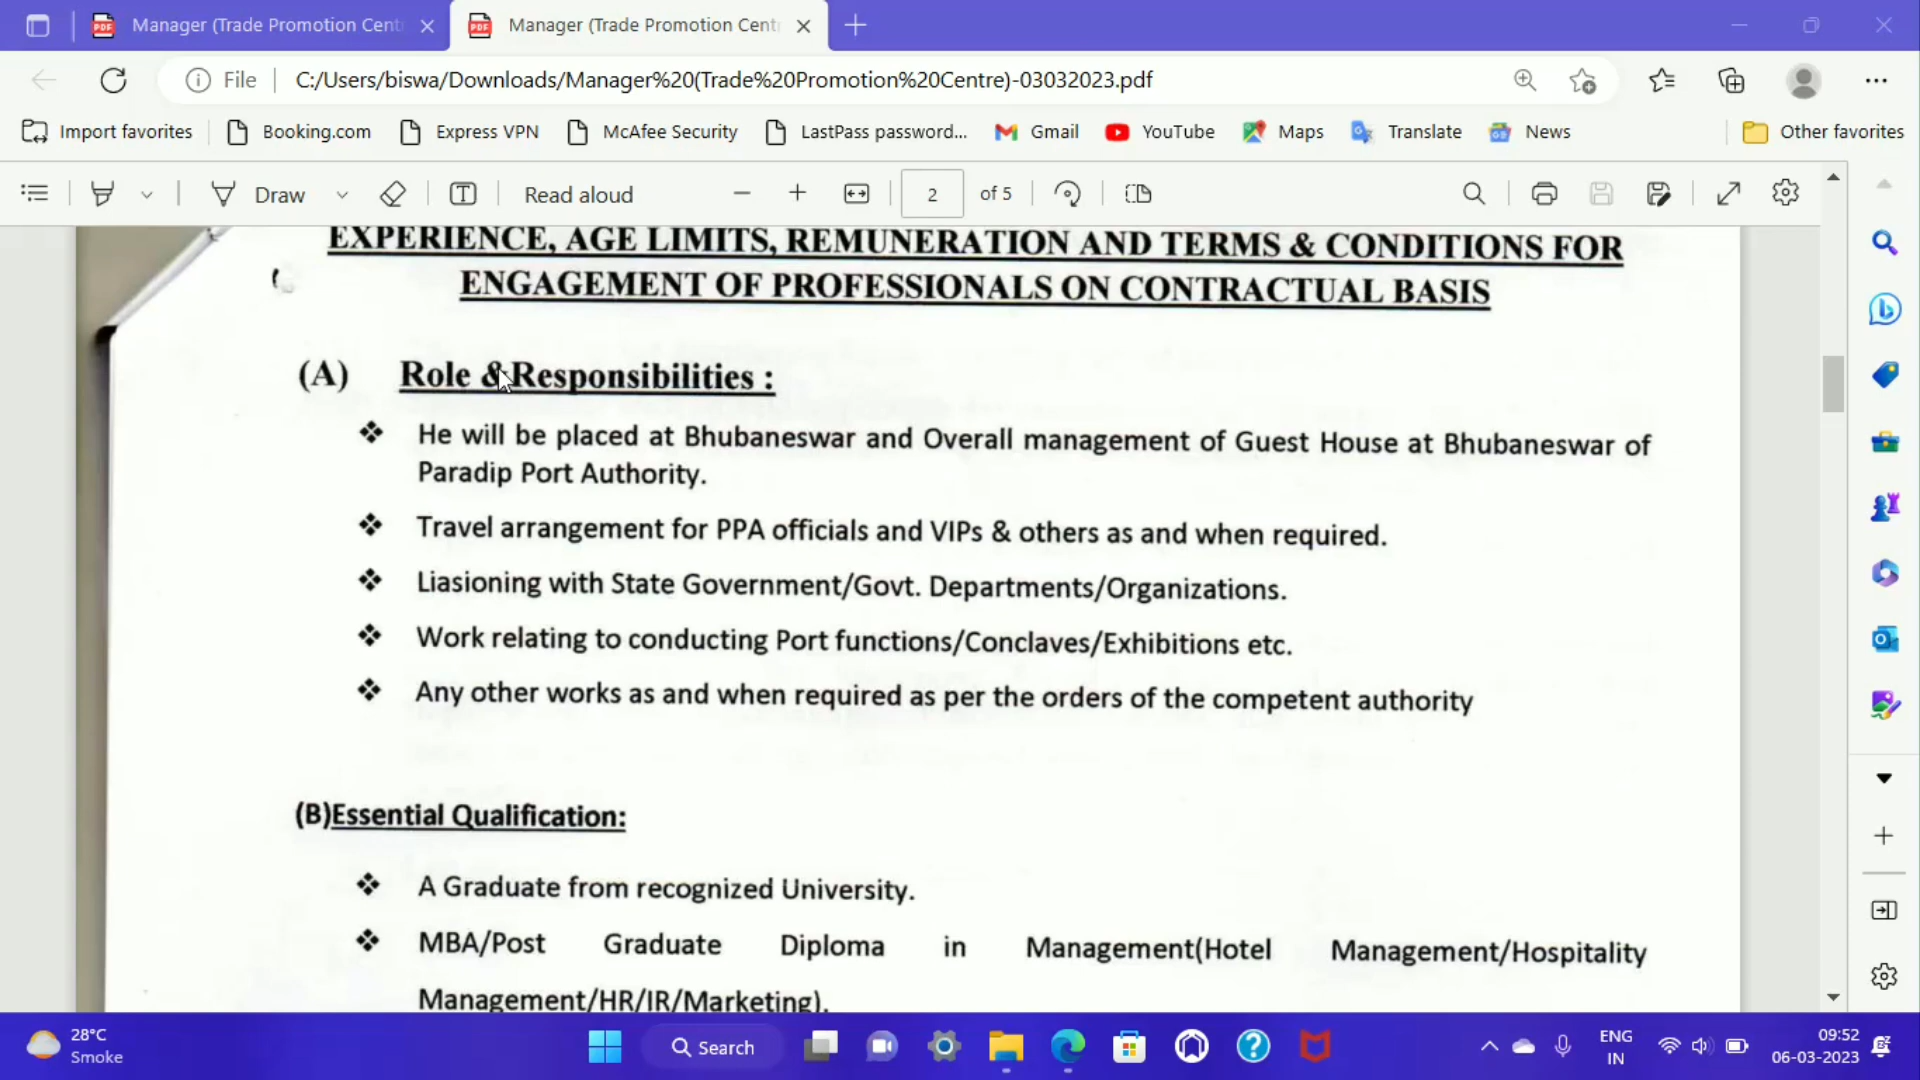 Manager (Trade Promotion Cent
Manager (Trade Promotion Cent
File
C:/Users/biswa/Downloads/Manager%20(Trade%20Promotion%20Centre)-03032023.pdf
Import favorites
Booking.com
Express VPN
McAfee Security
LastPass password...
Gmail
YouTube
Maps
Translate
News
Other favorites
Draw
Read aloud
2
of 5
EXPERIENCE, AGE LIMITS, REMUNERATION AND TERMS & CONDITIONS FOR
ENGAGEMENT OF PROFESSIONALS ON CONTRACTUAL BASIS
(A) Role & Responsibilities :
❖ He will be placed at Bhubaneswar and Overall management of Guest House at Bhubaneswar of
Paradip Port Authority.
❖ Travel arrangement for PPA officials and VIPs & others as and when required.
❖ Liasioning with State Government/Govt. Departments/Organizations.
❖ Work relating to conducting Port functions/Conclaves/Exhibitions etc.
❖ Any other works as and when required as per the orders of the competent authority
(B)Essential Qualification:
❖ A Graduate from recognized University.
❖ MBA/Post Graduate Diploma in Management(Hotel Management/Hospitality
Management/HR/IR/Marketing).
28°C
Smoke
Search
ENG
IN
09:52
06-03-2023